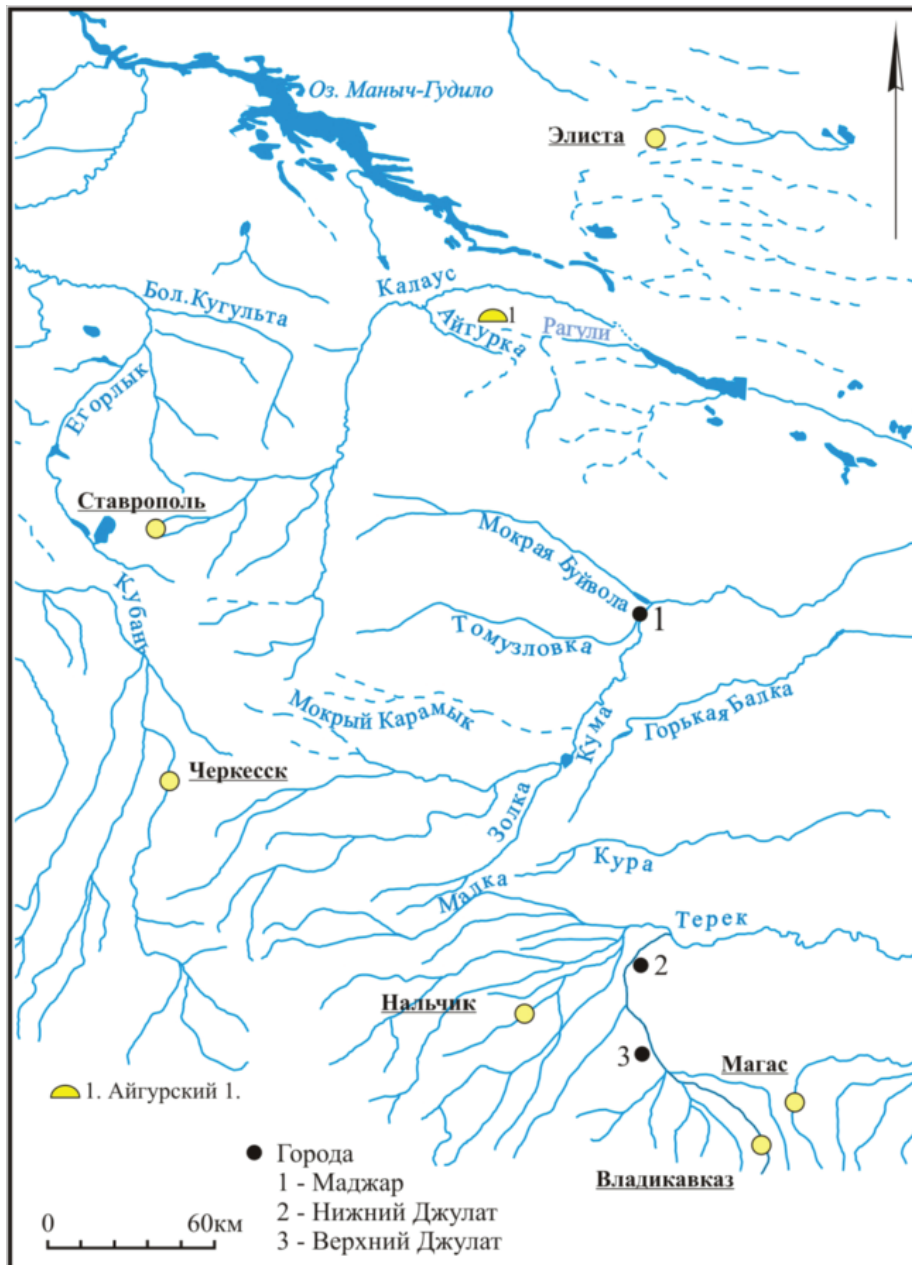 Оз. Маныч-Гудило
Элиста
Калаус
Бол.Кугульта
1
Айгурка
Рагули
Егорлык
Ставрополь
Мокрая Буйвола
Кубань
1
Томузловка
Мокрый Карамык
Кума
Горькая Балка
Черкесск
Золка
Кура
Малка
Терек
2
Нальчик
3
Магас
1. Айгурский 1.
Города
Владикавказ
1 - Маджар
2 - Нижний Джулат
3 - Верхний Джулат
0 60км